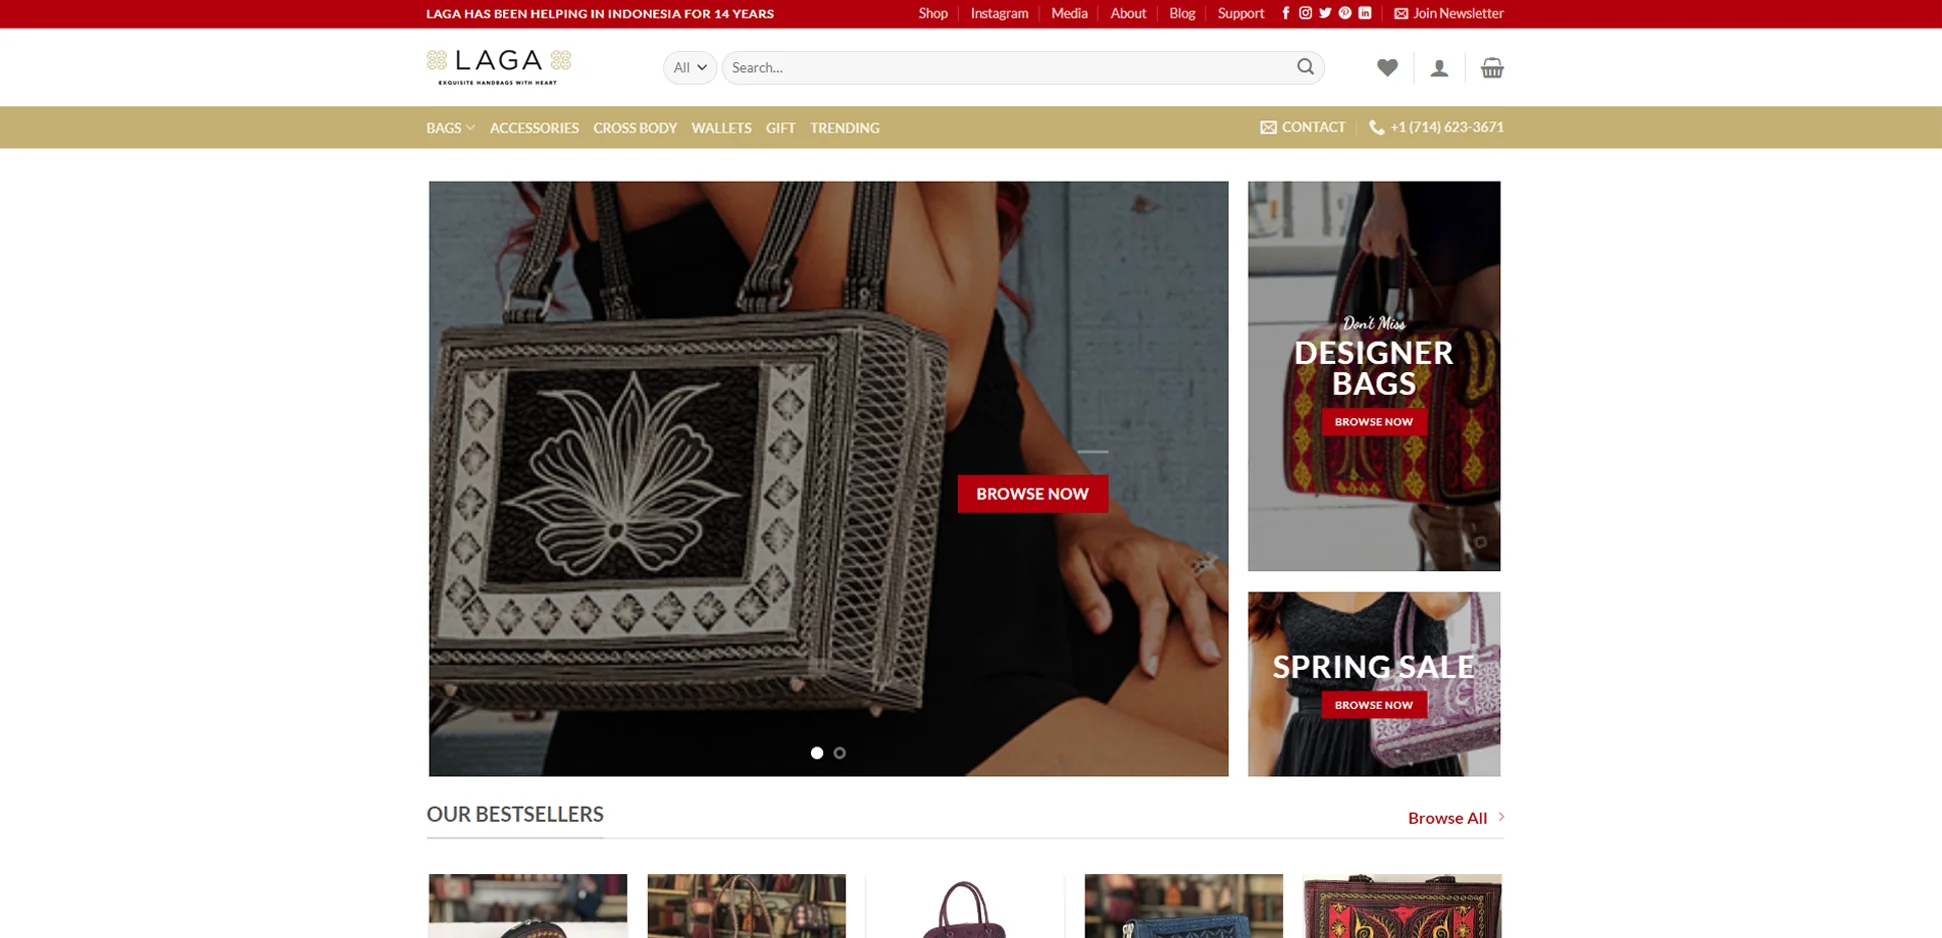 LAGA HAS BEEN HELPING IN INDONESIA FOR 14 YEARS
Shop
Instagram
Media
About
Blog
Support
Join Newsletter
LAGA
EXQUISITE HANDBAGS WITH HEART
All
Search...
BAGS
ACCESSORIES
CROSS BODY
WALLETS
GIFT
TRENDING
CONTACT
+1 (714) 623-3671
BROWSE NOW
Don't Miss
DESIGNER
BAGS
BROWSE NOW
SPRING SALE
BROWSE NOW
OUR BESTSELLERS
Browse All